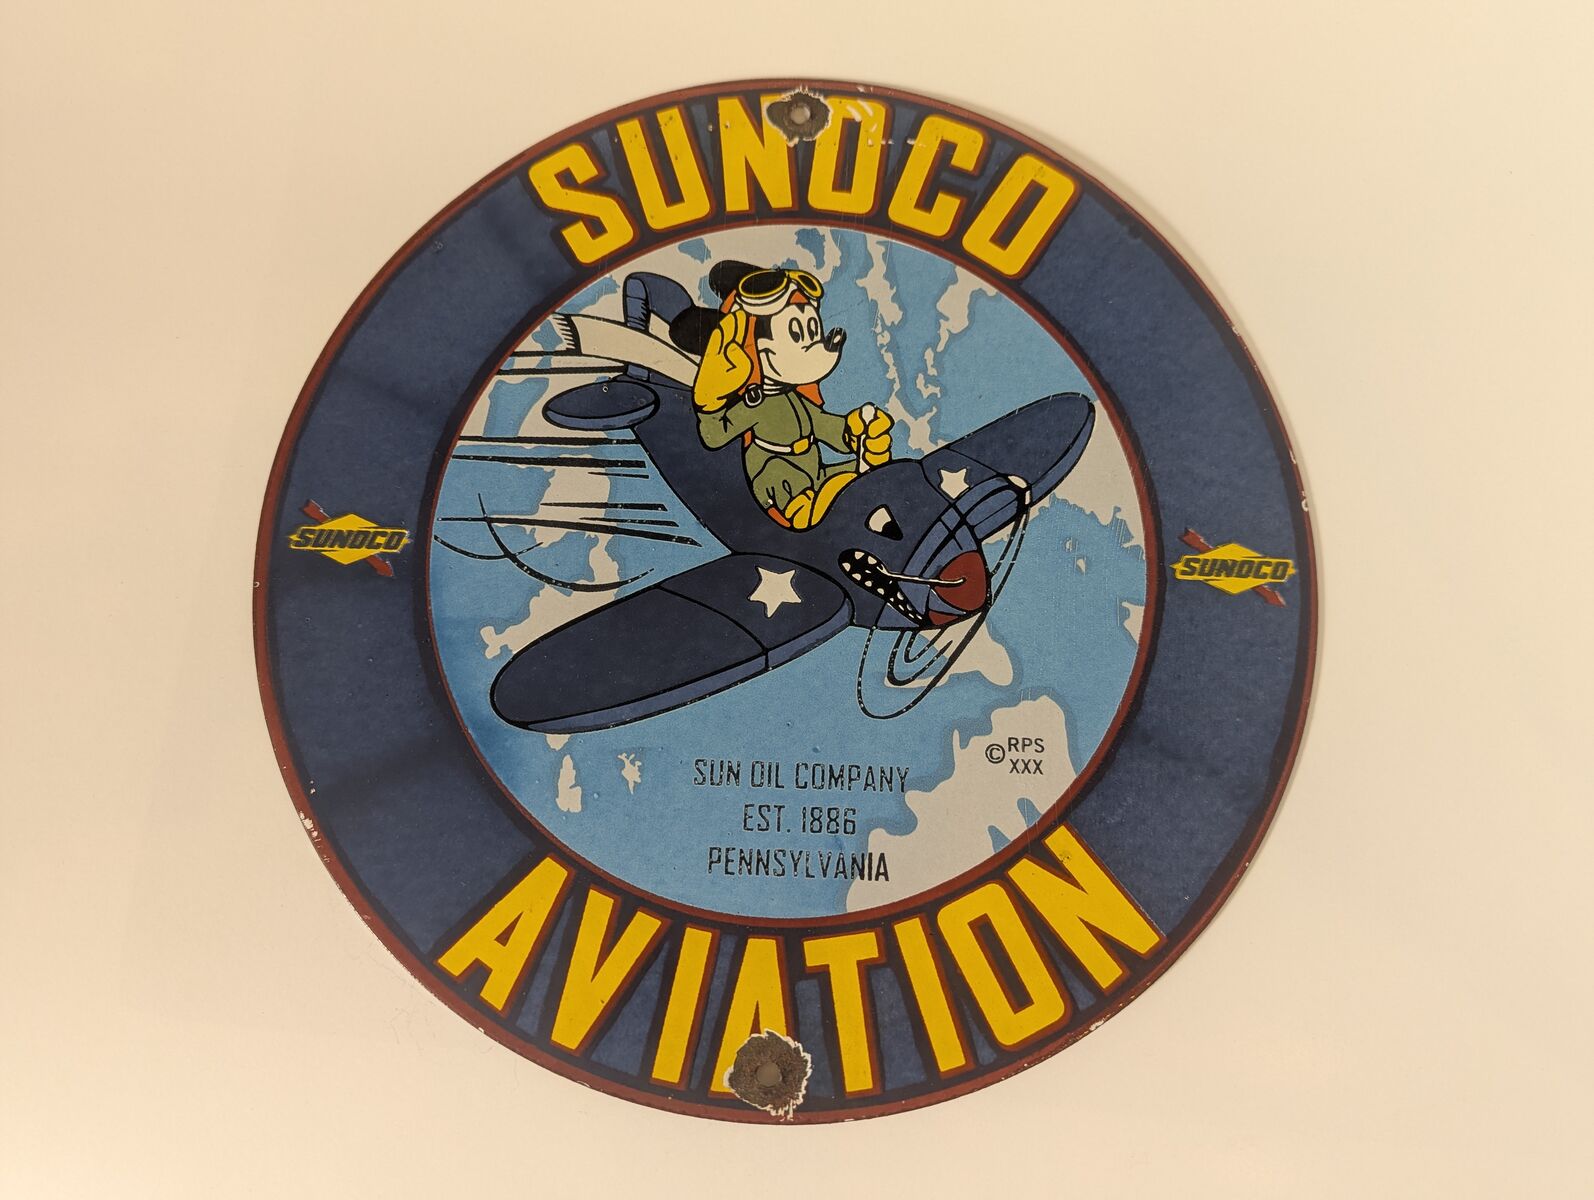 SUNOCO
SUNOCO
SUNOCO
© RPS
XXX
SUN OIL COMPANY
EST. 1886
PENNSYLVANIA
AVIATION